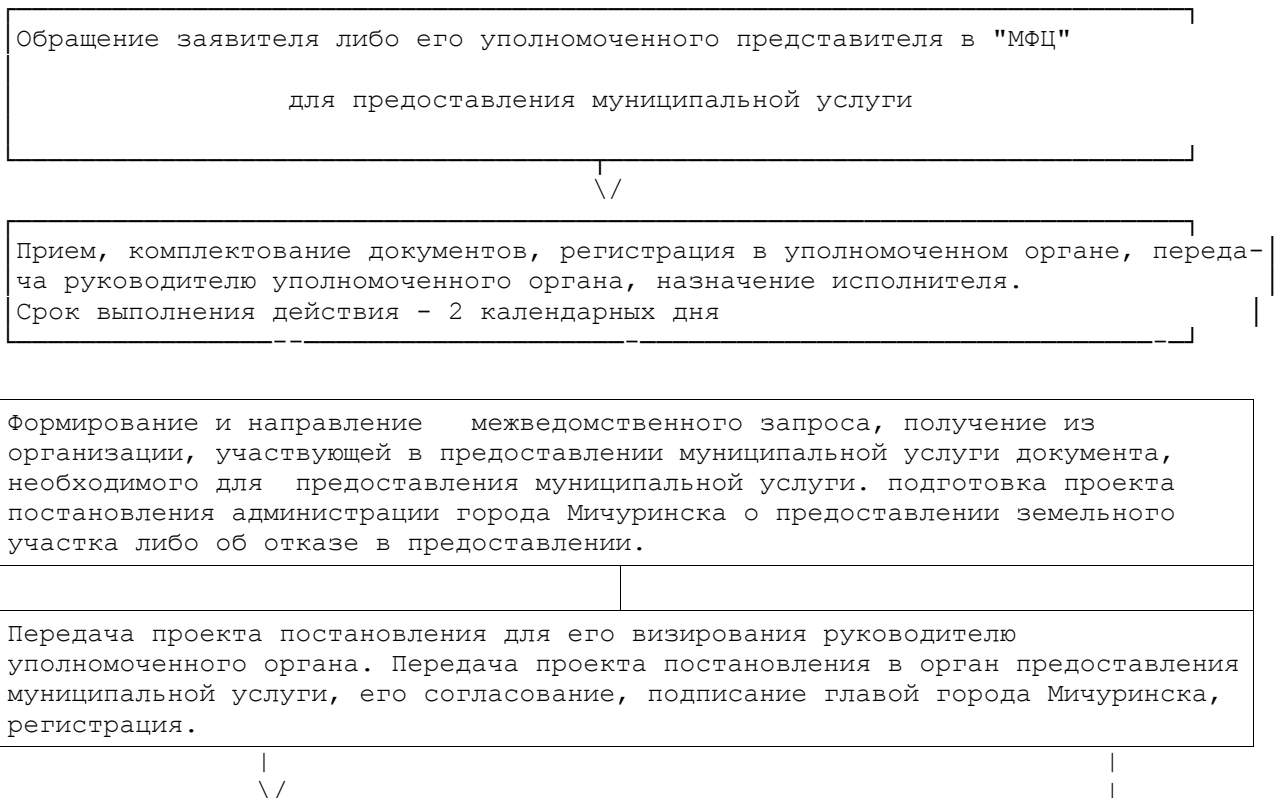 Обращение заявителя либо его уполномоченного представителя в "МФЦ"
для предоставления муниципальной услуги
\/
Прием, комплектование документов, регистрация в уполномоченном органе, переда-
ча руководителю уполномоченного органа, назначение исполнителя.
Срок выполнения действия - 2 календарных дня
Формирование и направление межведомственного запроса, получение из
организации, участвующей в предоставлении муниципальной услуги документа,
необходимого для предоставления муниципальной услуги. подготовка проекта
постановления администрации города Мичуринска о предоставлении земельного
участка либо об отказе в предоставлении.
Передача проекта постановления для его визирования руководителю
уполномоченного органа. Передача проекта постановления в орган предоставления
муниципальной услуги, его согласование, подписание главой города Мичуринска,
регистрация.
| |
\/ |